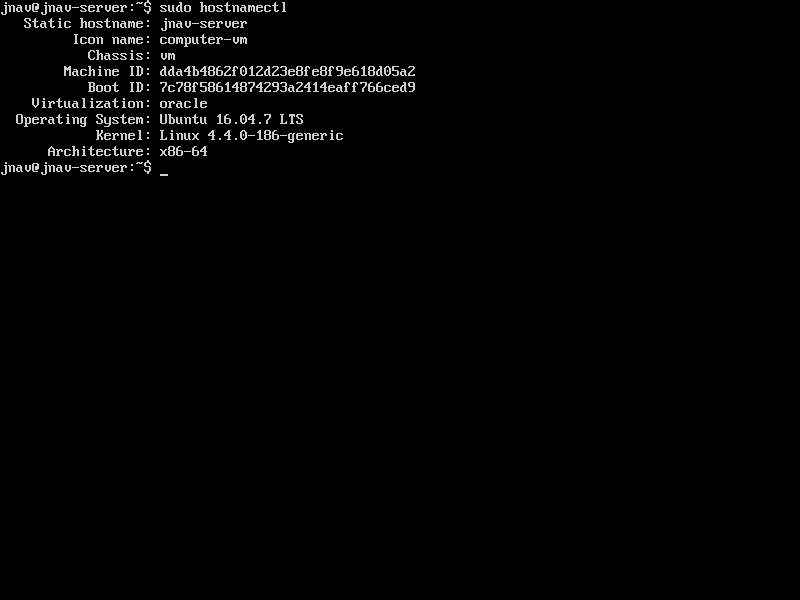 jnav@jnav-server:~$ sudo hostnamectl
Static hostname: jnav-server
Icon name: computer-vm
Chassis: vm
Machine ID: dda4b4862f012d23e8fe8f9e618d05a2
Boot ID: 7c78f58614874293a2414eaff766ced9
Virtualization: oracle
Operating System: Ubuntu 16.04.7 LTS
Kernel: Linux 4.4.0-186-generic
Architecture: x86-64
jnav@jnav-server:~$ _